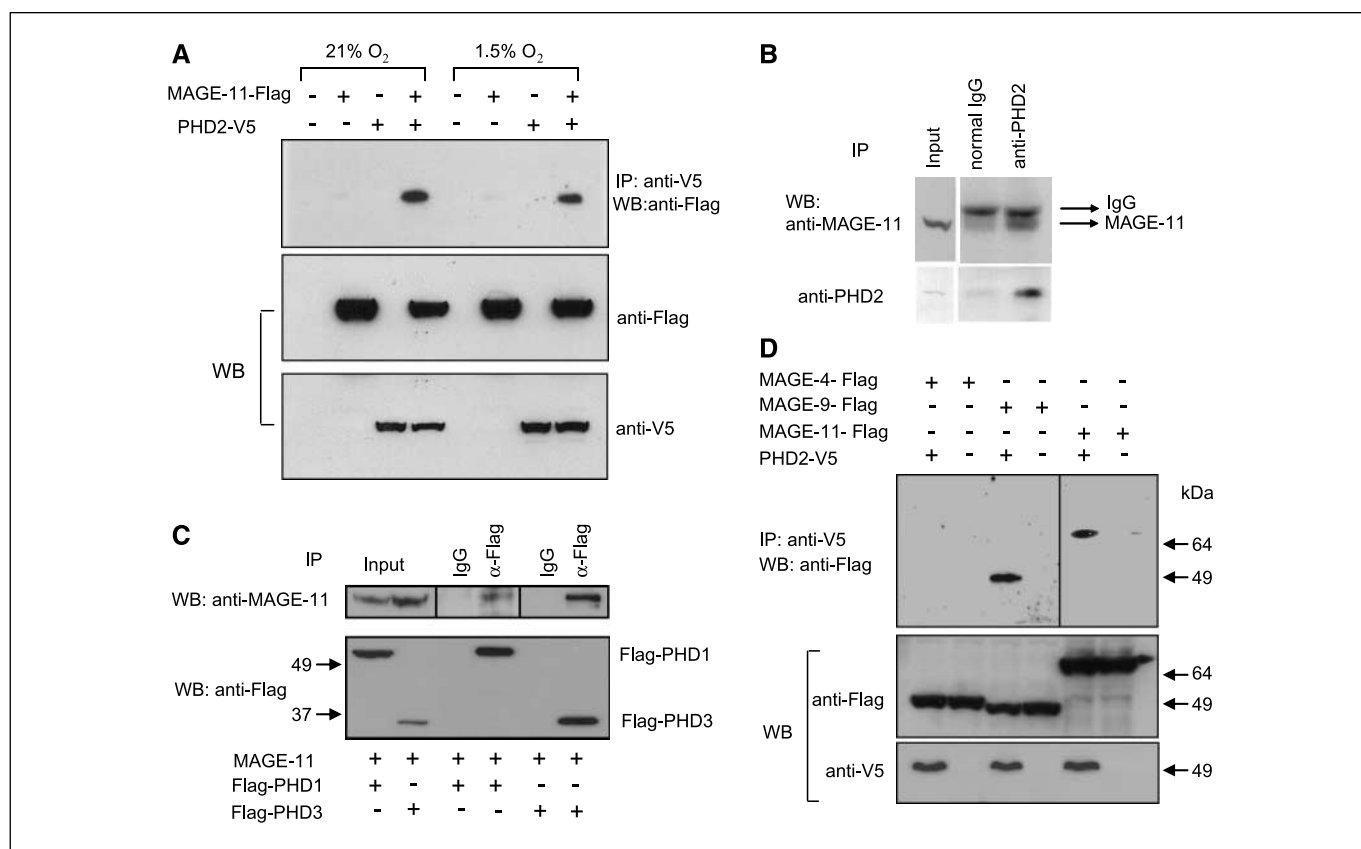 A
21% O₂ 1.5% O₂
MAGE-11-Flag - + - + - + - +
PHD2-V5 - - + + - - + +
IP: anti-V5
WB:anti-Flag
anti-Flag
WB
anti-V5
B
IP Input normal IgG anti-PHD2
WB:
anti-MAGE-11
IgG
MAGE-11
anti-PHD2
C
IP Input IgG α-Flag IgG α-Flag
WB: anti-MAGE-11
49
Flag-PHD1
WB: anti-Flag
37
Flag-PHD3
MAGE-11 + + + + + +
Flag-PHD1 + - + + - -
Flag-PHD3 - + - - + +
D
MAGE-4- Flag + + - - - -
MAGE-9- Flag - - + + - -
MAGE-11- Flag - - - - + +
PHD2-V5 + - + - + -
kDa
IP: anti-V5
WB: anti-Flag
64
49
WB
anti-Flag
64
49
anti-V5
49